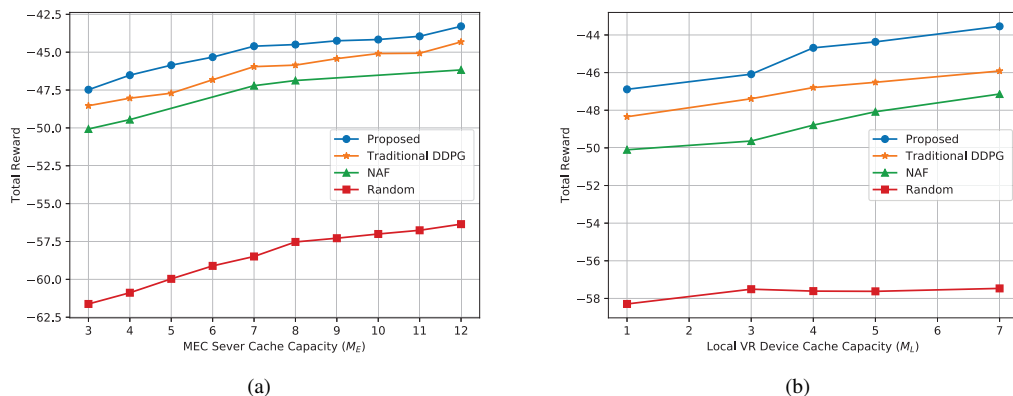 −42.5
−45.0
−47.5
−50.0
−52.5
−55.0
−57.5
−60.0
−62.5
Total Reward
Proposed
Traditional DDPG
NAF
Random
3 4 5 6 7 8 9 10 11 12
MEC Sever Cache Capacity (M_E)
(a)
−44
−46
−48
−50
−52
−54
−56
−58
Total Reward
Proposed
Traditional DDPG
NAF
Random
1 2 3 4 5 6 7
Local VR Device Cache Capacity (M_L)
(b)